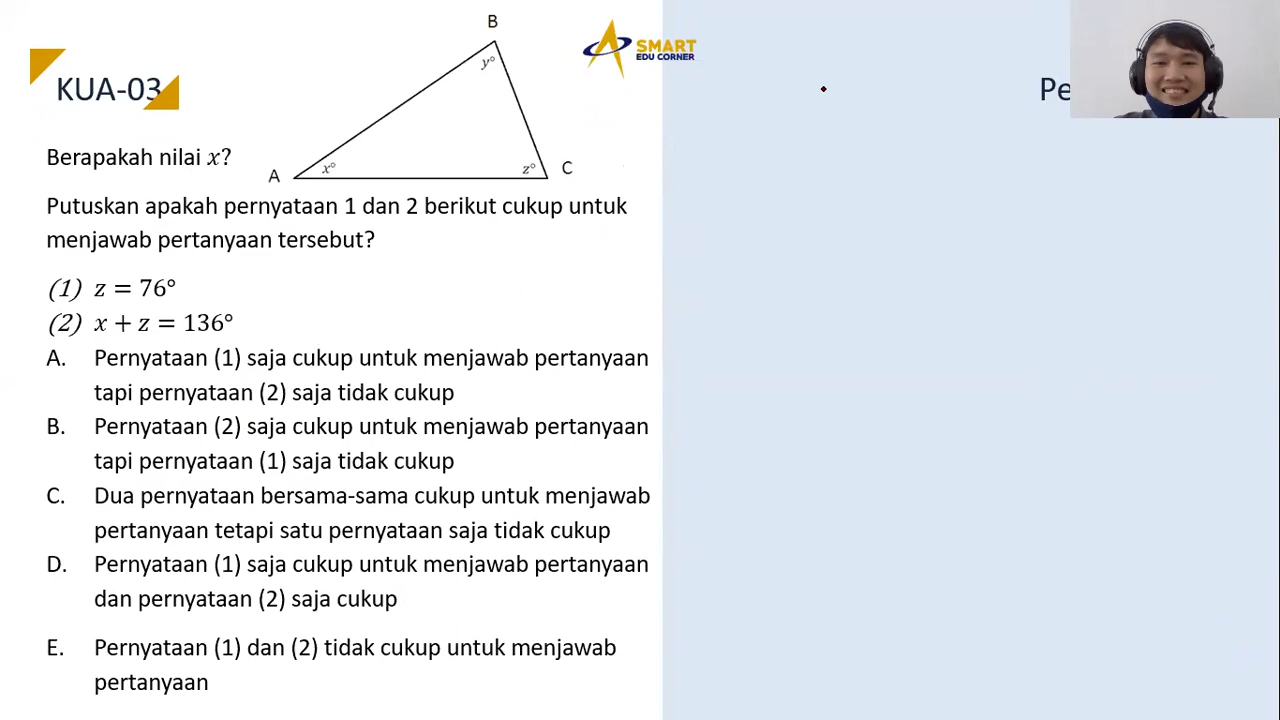 B
SMART
EDU CORNER
y°
KUA-03
Pe
Berapakah nilai x?
A
x°
z°
C
Putuskan apakah pernyataan 1 dan 2 berikut cukup untuk
menjawab pertanyaan tersebut?
(1) z = 76°
(2) x + z = 136°
A. Pernyataan (1) saja cukup untuk menjawab pertanyaan
tapi pernyataan (2) saja tidak cukup
B. Pernyataan (2) saja cukup untuk menjawab pertanyaan
tapi pernyataan (1) saja tidak cukup
C. Dua pernyataan bersama-sama cukup untuk menjawab
pertanyaan tetapi satu pernyataan saja tidak cukup
D. Pernyataan (1) saja cukup untuk menjawab pertanyaan
dan pernyataan (2) saja cukup
E. Pernyataan (1) dan (2) tidak cukup untuk menjawab
pertanyaan